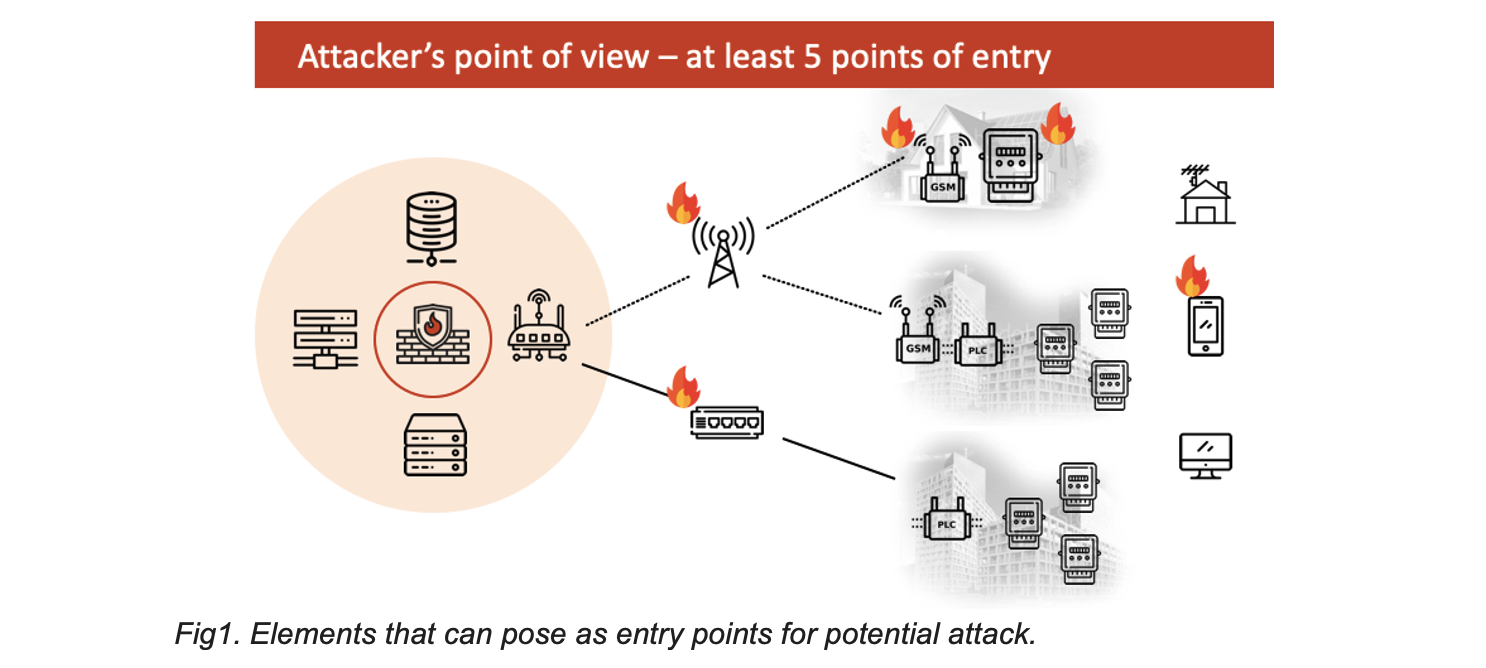 Attacker's point of view – at least 5 points of entry
GSM
GSM
PLC
PLC
Fig1. Elements that can pose as entry points for potential attack.